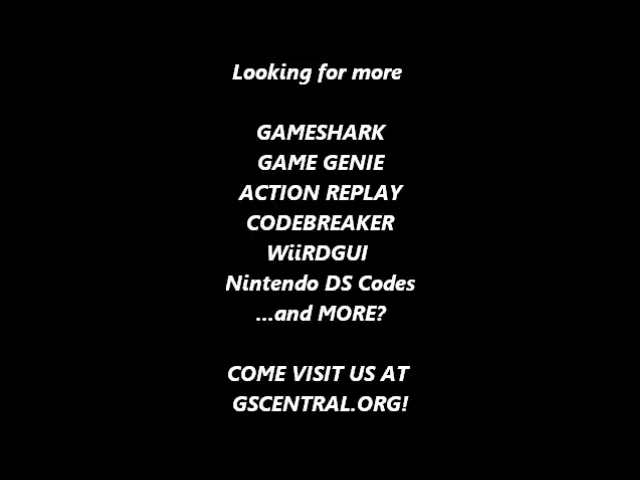 Looking for more
GAMESHARK
GAME GENIE
ACTION REPLAY
CODEBREAKER
WiiRDGUI
Nintendo DS Codes
...and MORE?
COME VISIT US AT
GSCENTRAL.ORG!